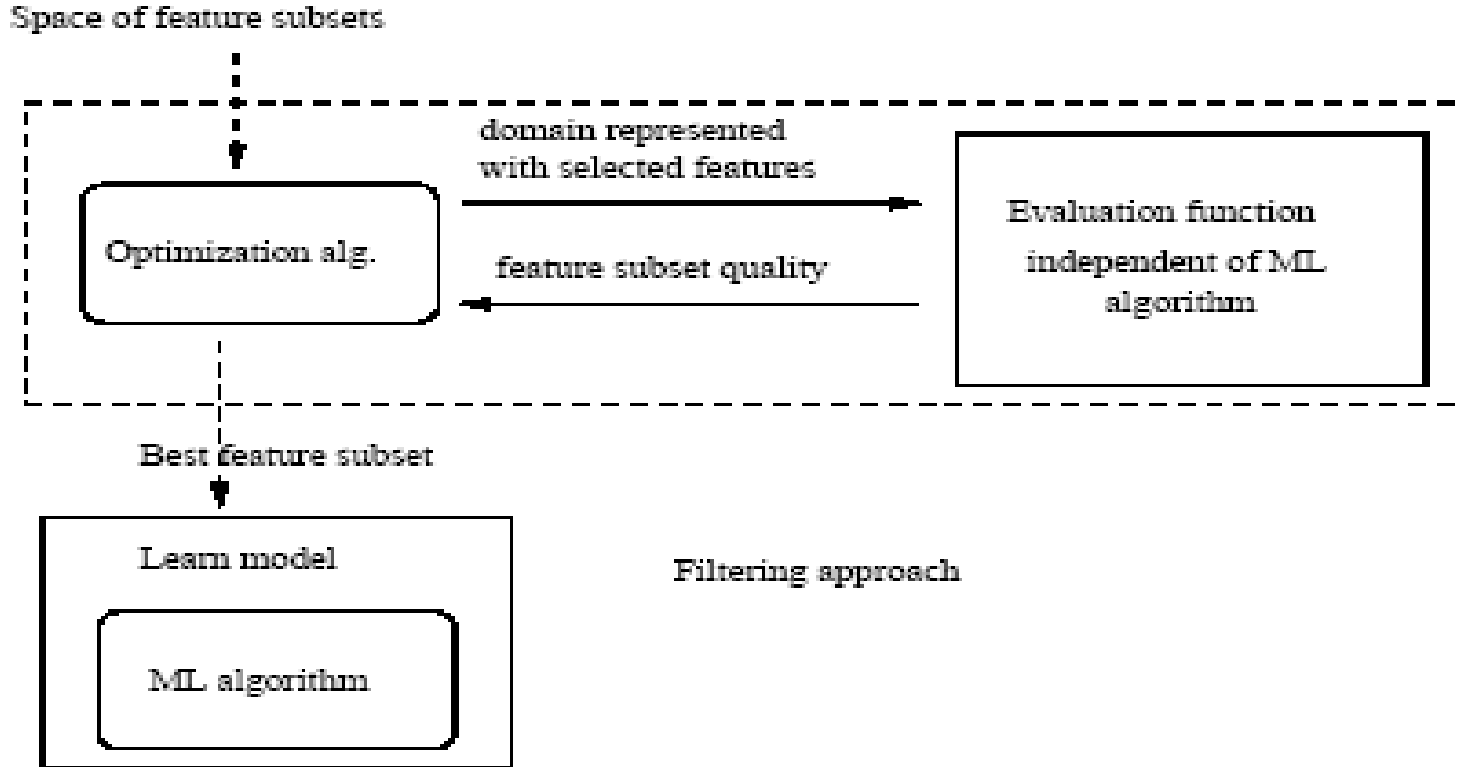 Space of feature subsets
domain represented
with selected features
Optimization alg.
feature subset quality
Evaluation function
independent of ML
algorithm
Best feature subset
Learn model
ML algorithm
Filtering approach